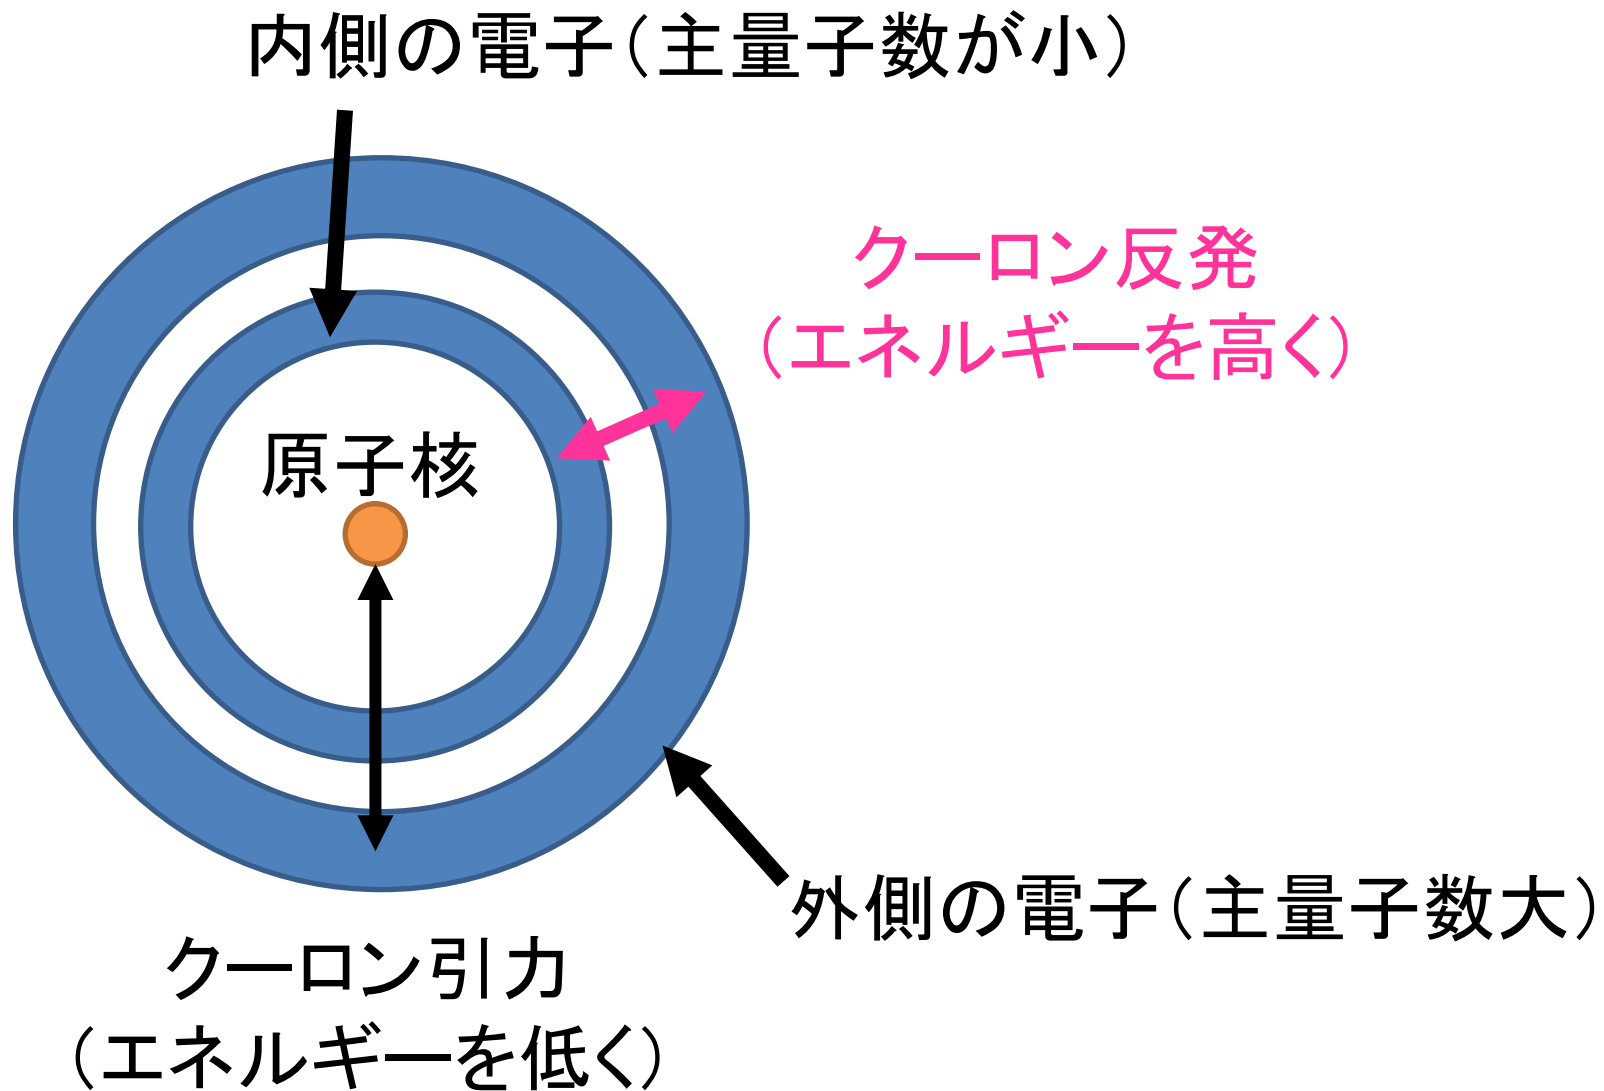 内側の電子（主量子数が小）
クーロン反発
（エネルギーを高く）
原子核
外側の電子（主量子数大）
クーロン引力
（エネルギーを低く）